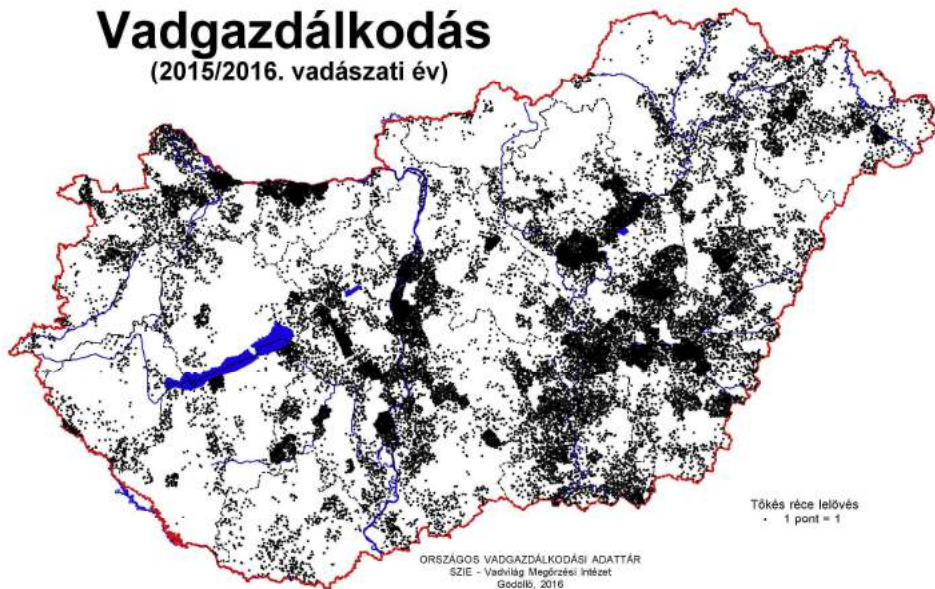 Vadgazdálkodás
(2015/2016. vadászati év)
Tőkés réce lelövés
1 pont = 1
ORSZÁGOS VADGAZDÁLKODÁSI ADATTÁR
SZIE - Vadvilág Megőrzési Intézet
Gödöllő, 2016